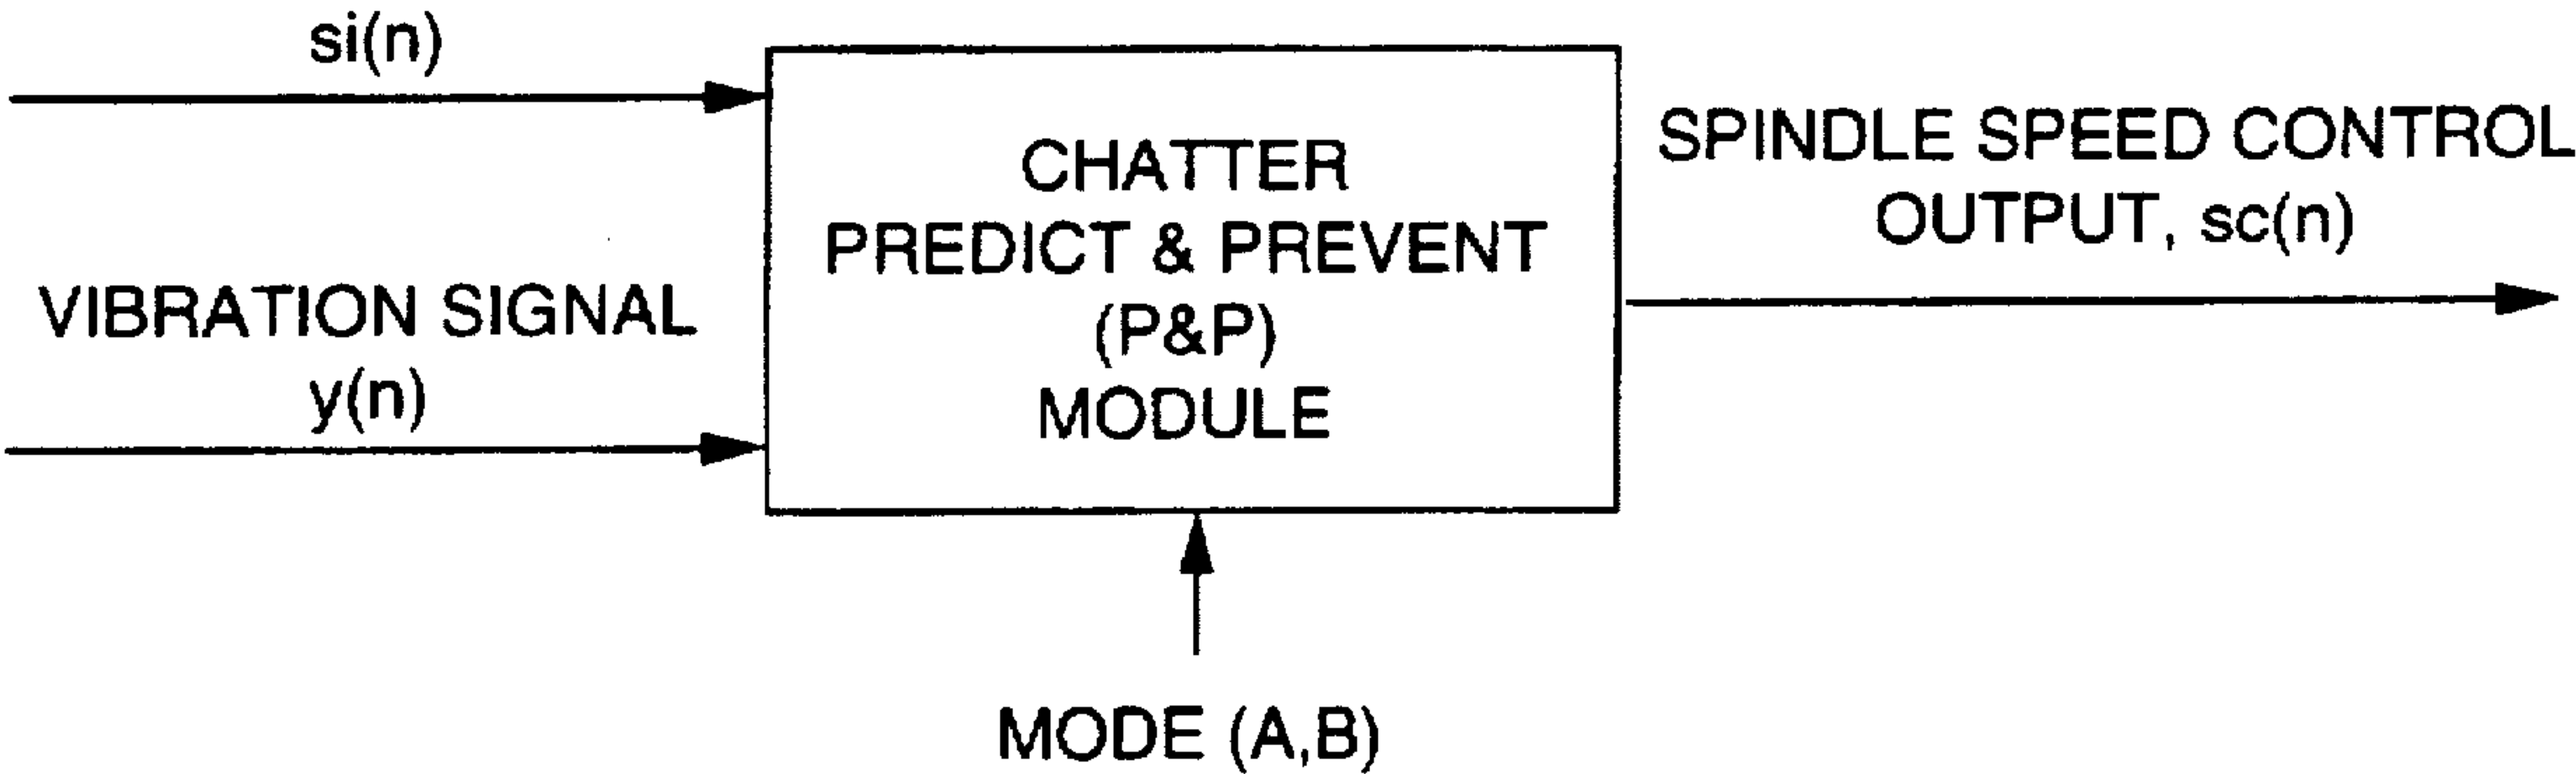 si(n)
VIBRATION SIGNAL
y(n)
CHATTER
PREDICT & PREVENT
(P&P)
MODULE
SPINDLE SPEED CONTROL
OUTPUT, sc(n)
MODE (A,B)